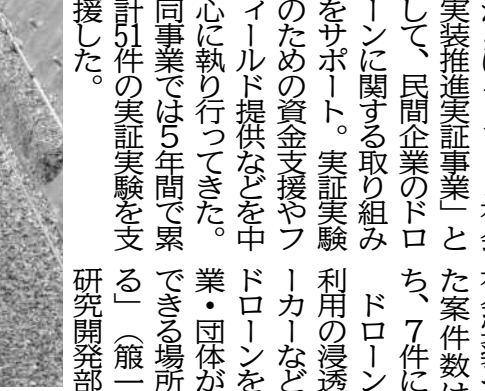 実装推進実証事業」と
して、民間企業のドロ
ーンに関する取り組み
をサポート。実証実験
のための資金支援やフ
ィールド提供などを中
心に執り行ってきた。
同事業では５年間で累
計51件の実証実験を支
援した。
た案件数は
ち、７件に
ドローン
利用の浸透
ーカーなど
ドローンを
業・団体が
できる場所
る」（簱一
研究開発部